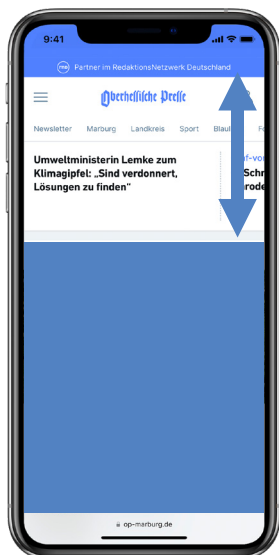 9:41
RND Partner im RedaktionsNetzwerk Deutschland
Oberhessische Presse
Newsletter Marburg Landkreis Sport
Umweltministerin Lemke zum
Klimagipfel: „Sind verdonnert,
Lösungen zu finden“
op-marburg.de